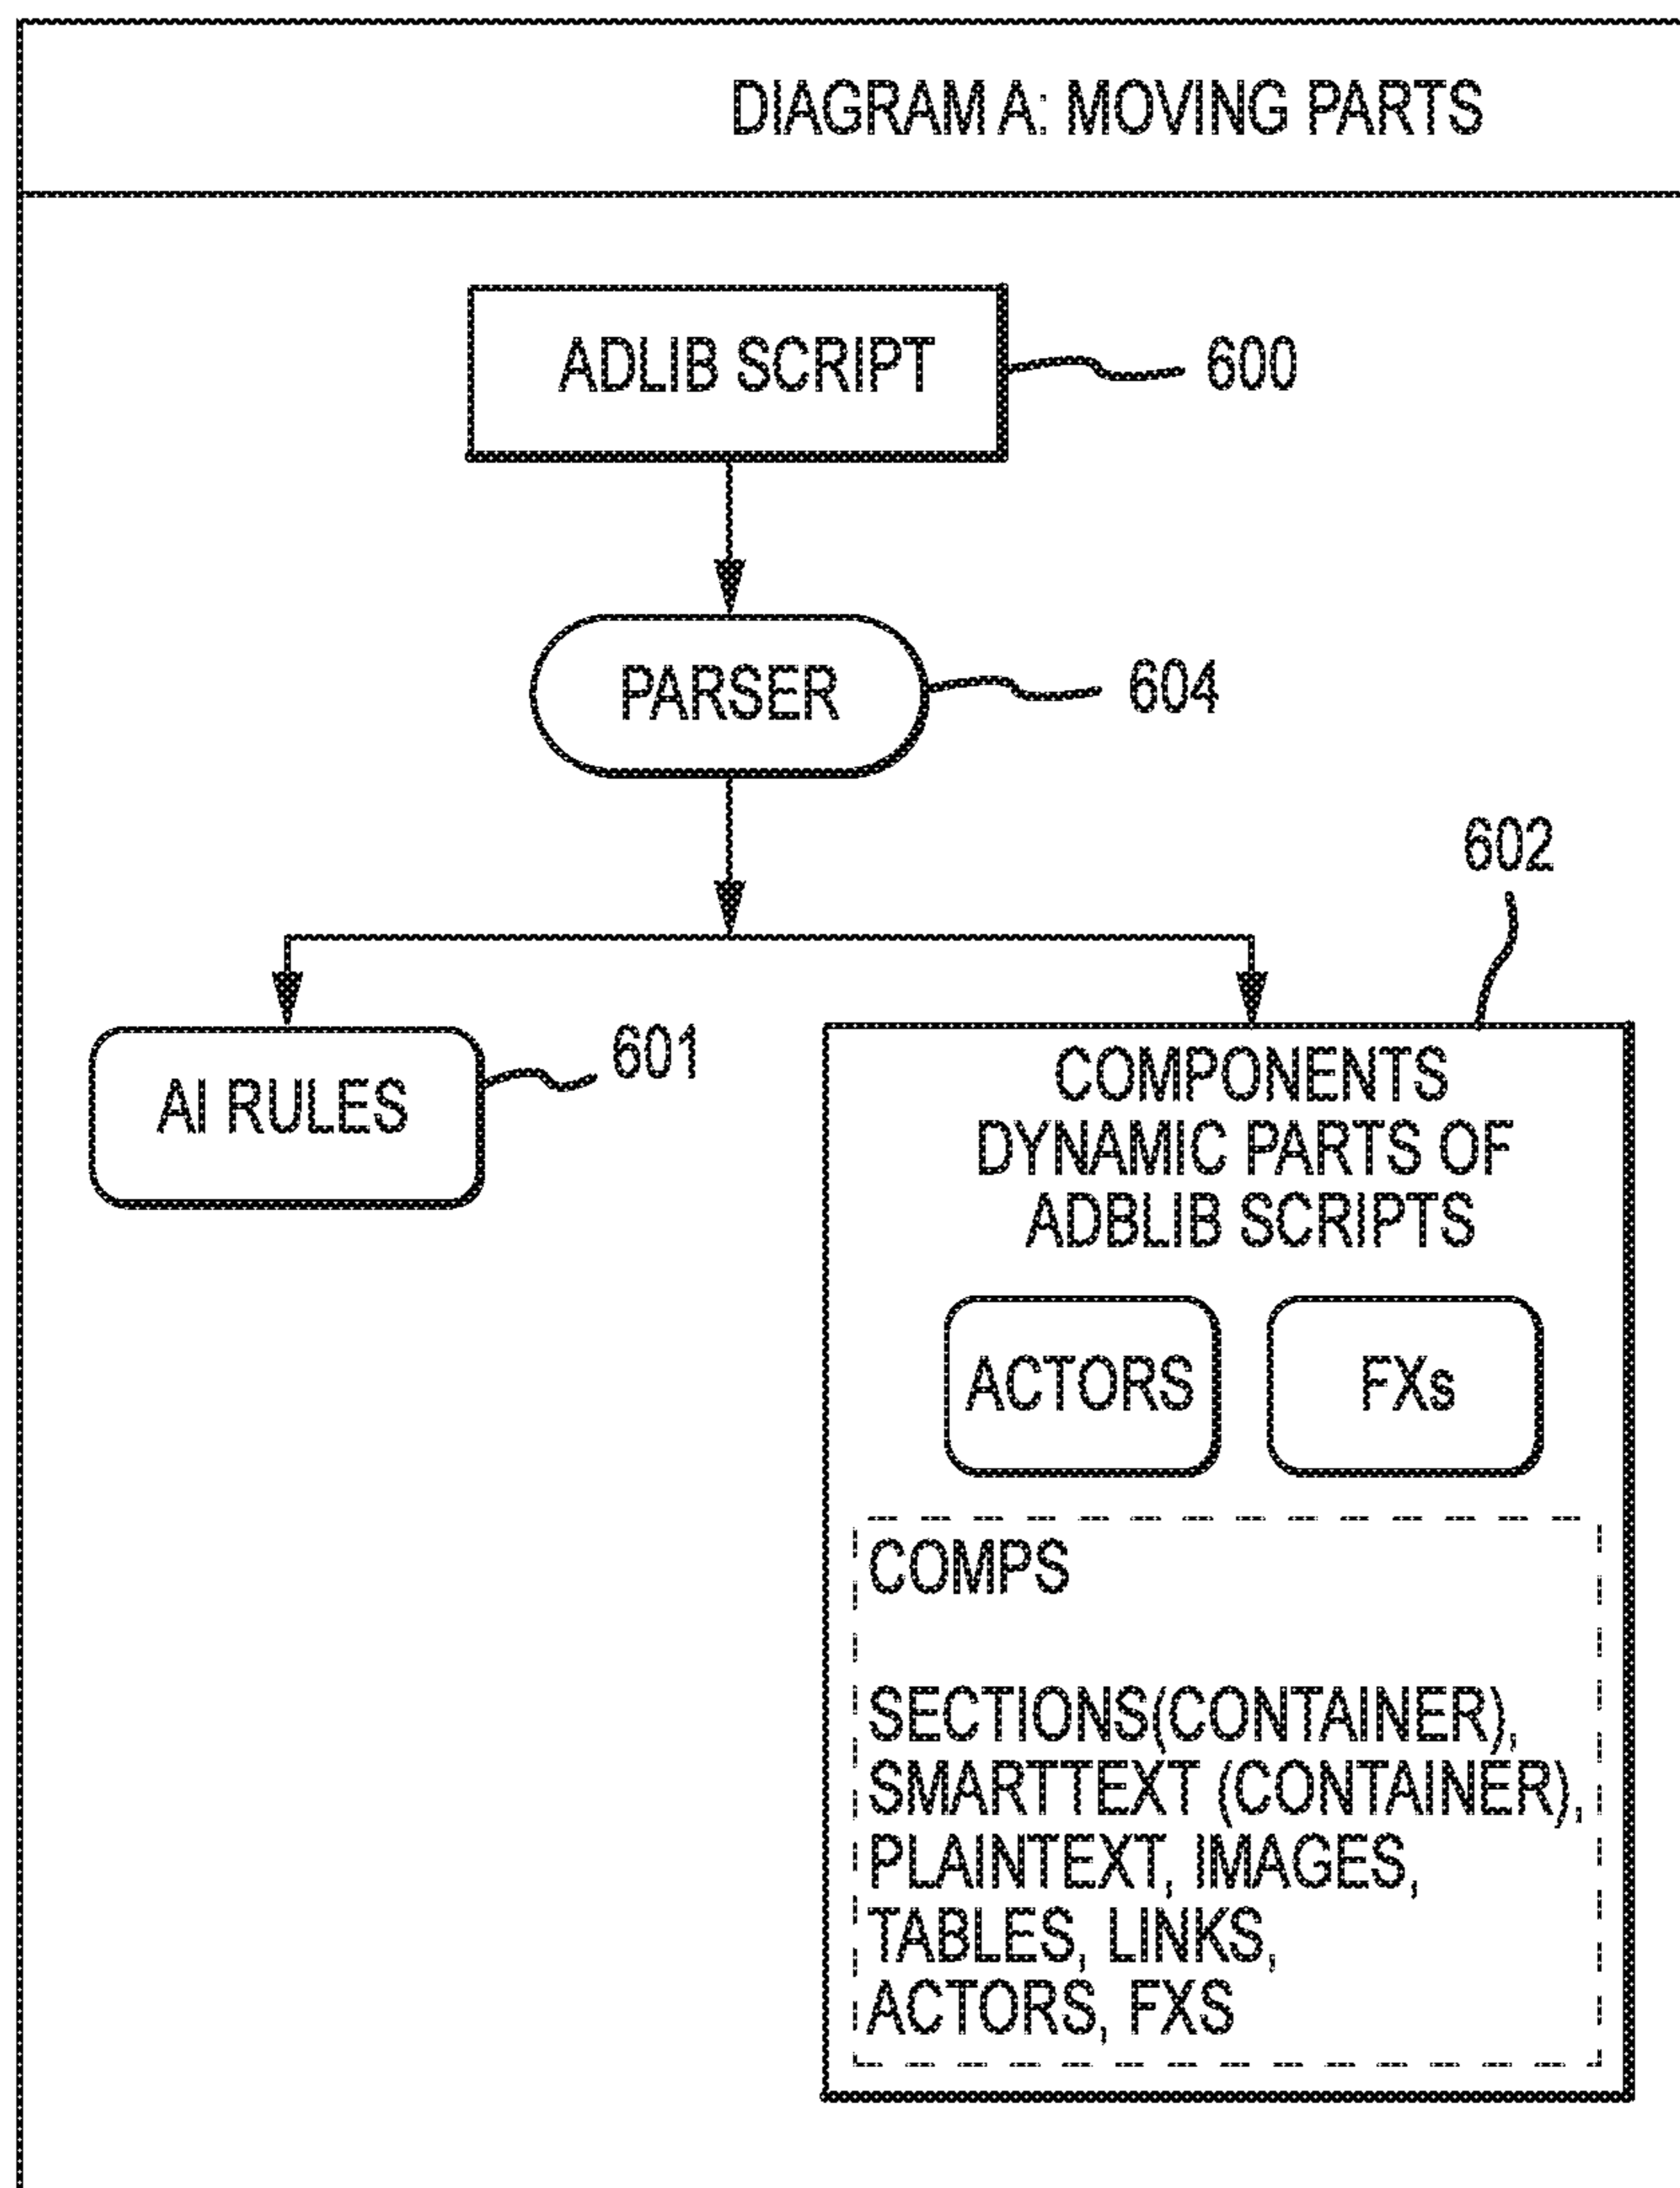 DIAGRAM A: MOVING PARTS
ADLIB SCRIPT
600
PARSER
604
602
AI RULES
601
COMPONENTS
DYNAMIC PARTS OF
ADBLIB SCRIPTS
ACTORS
FXs
COMPS
SECTIONS(CONTAINER),
SMARTTEXT (CONTAINER),
PLAINTEXT, IMAGES,
TABLES, LINKS,
ACTORS, FXS